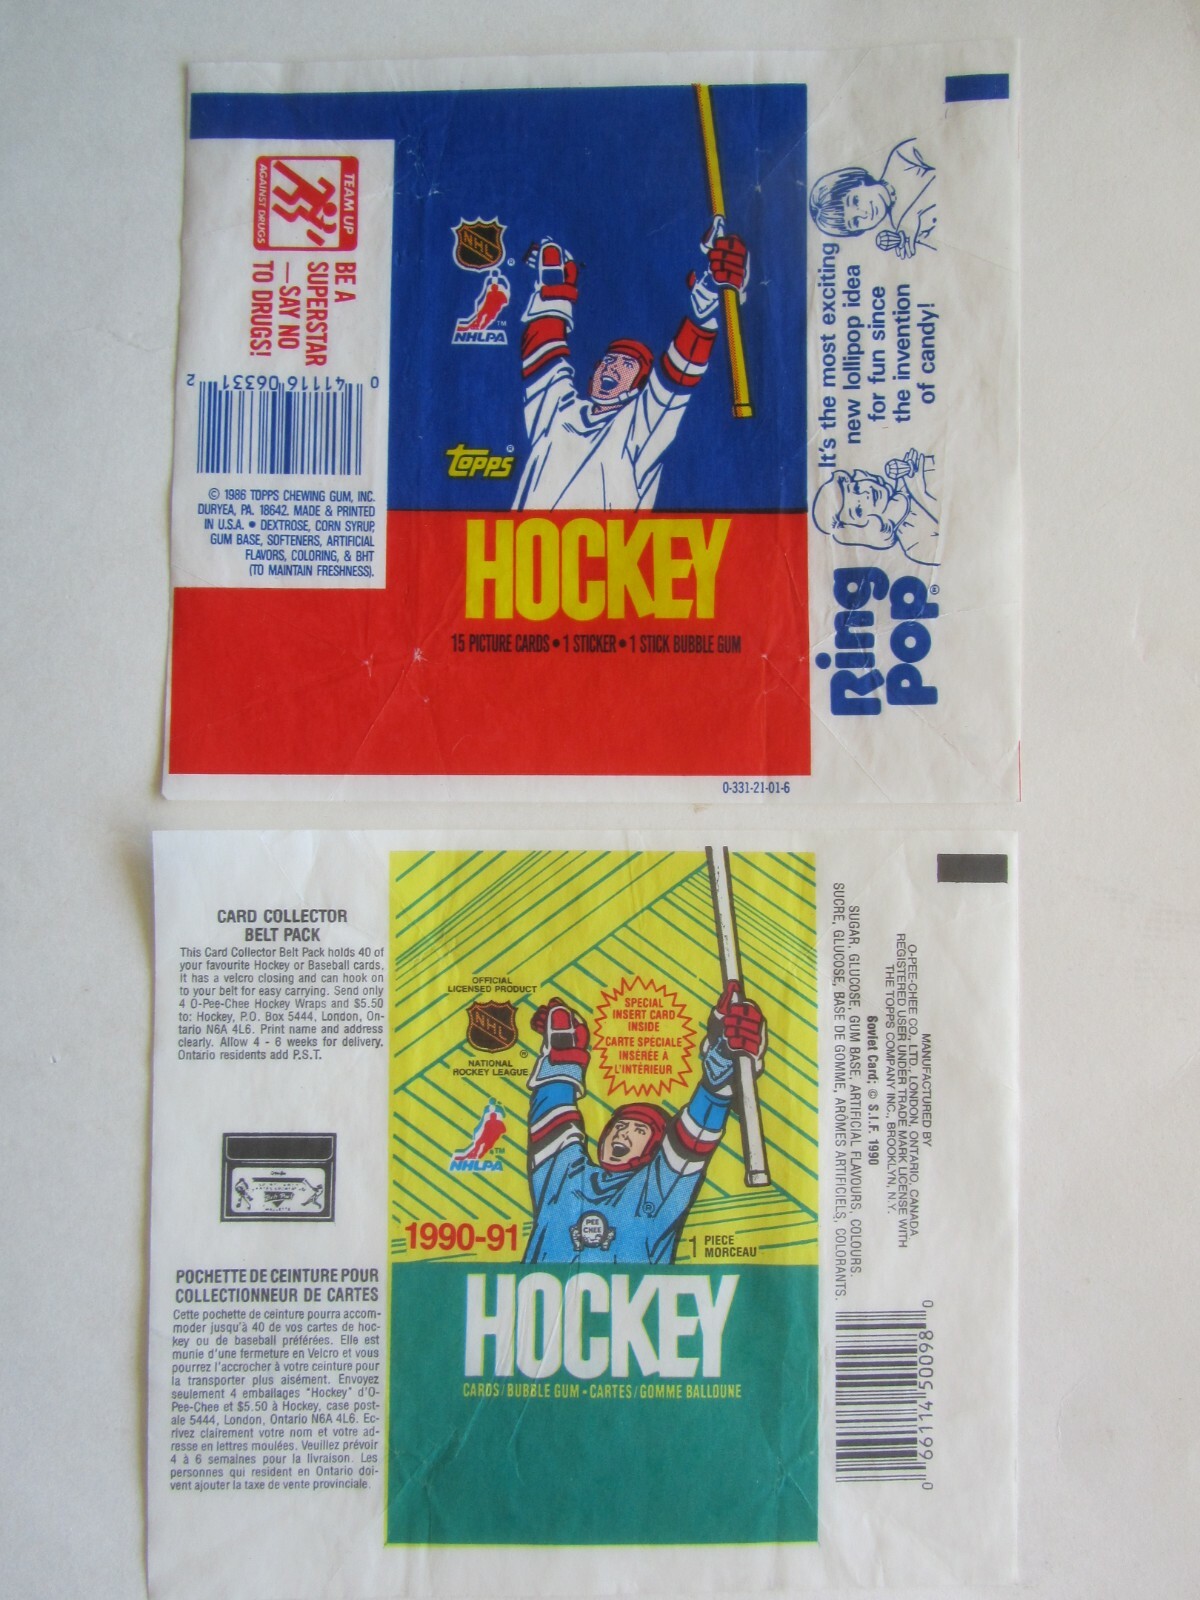 TEAM UP
AGAINST DRUGS
BE A
SUPERSTAR
—SAY NO
TO DRUGS!
0 41116 06331 2
© 1986 TOPPS CHEWING GUM, INC.
DURYEA, PA. 18642. MADE & PRINTED
IN U.S.A. • DEXTROSE, CORN SYRUP,
GUM BASE, SOFTENERS, ARTIFICIAL
FLAVORS, COLORING, & BHT
(TO MAINTAIN FRESHNESS).
NHL ®
™
NHLPA
topps®
HOCKEY
15 PICTURE CARDS • 1 STICKER • 1 STICK BUBBLE GUM
0-331-21-01-6
It's the most exciting
new lollipop idea
for fun since
the invention
of candy!
Ring
Pop®
CARD COLLECTOR
BELT PACK
This Card Collector Belt Pack holds 40 of
your favourite Hockey or Baseball cards.
It has a velcro closing and can hook on
to your belt for easy carrying. Send only
4 O-Pee-Chee Hockey Wraps and $5.50
to: Hockey, P.O. Box 5444, London, On-
tario N6A 4L6. Print name and address
clearly. Allow 4 - 6 weeks for delivery.
Ontario residents add P.S.T.
POCHETTE DE CEINTURE POUR
COLLECTIONNEUR DE CARTES
Cette pochette de ceinture pourra accom-
moder jusqu'à 40 de vos cartes de hoc-
key ou de baseball préférées. Elle est
munie d'une fermeture en Velcro et vous
pourrez l'accrocher à votre ceinture pour
la transporter plus aisément. Envoyez
seulement 4 emballages "Hockey" d'O-
Pee-Chee et $5.50 à Hockey, case post-
ale 5444, London, Ontario N6A 4L6. Ec-
rivez clairement votre nom et votre ad-
resse en lettres moulées. Veuillez prévoir
4 à 6 semaines pour la livraison. Les
personnes qui resident en Ontario doi-
vent ajouter la taxe de vente provinciale.
OFFICIAL
LICENSED PRODUCT
NHL
®
NATIONAL
HOCKEY LEAGUE
™
NHLPA
SPECIAL
INSERT CARD
INSIDE
CARTE SPÉCIALE
INSÉRÉE À
L'INTÉRIEUR
®
PEE
CHEE
1990-91
1 PIECE
MORCEAU
HOCKEY
CARDS/BUBBLE GUM • CARTES/GOMME BALLOUNE
MANUFACTURED BY
O-PEE-CHEE CO., LTD., LONDON, ONTARIO, CANADA
REGISTERED USER UNDER TRADE MARK LICENSE WITH
THE TOPPS COMPANY INC., BROOKLYN, N.Y.
Soviet Card; © S.I.F. 1990
SUGAR, GLUCOSE, GUM BASE, ARTIFICIAL FLAVOURS, COLOURS.
SUCRE, GLUCOSE, BASE DE GOMME, ARÔMES ARTIFICIELS, COLORANTS.
0 69114 50098 0